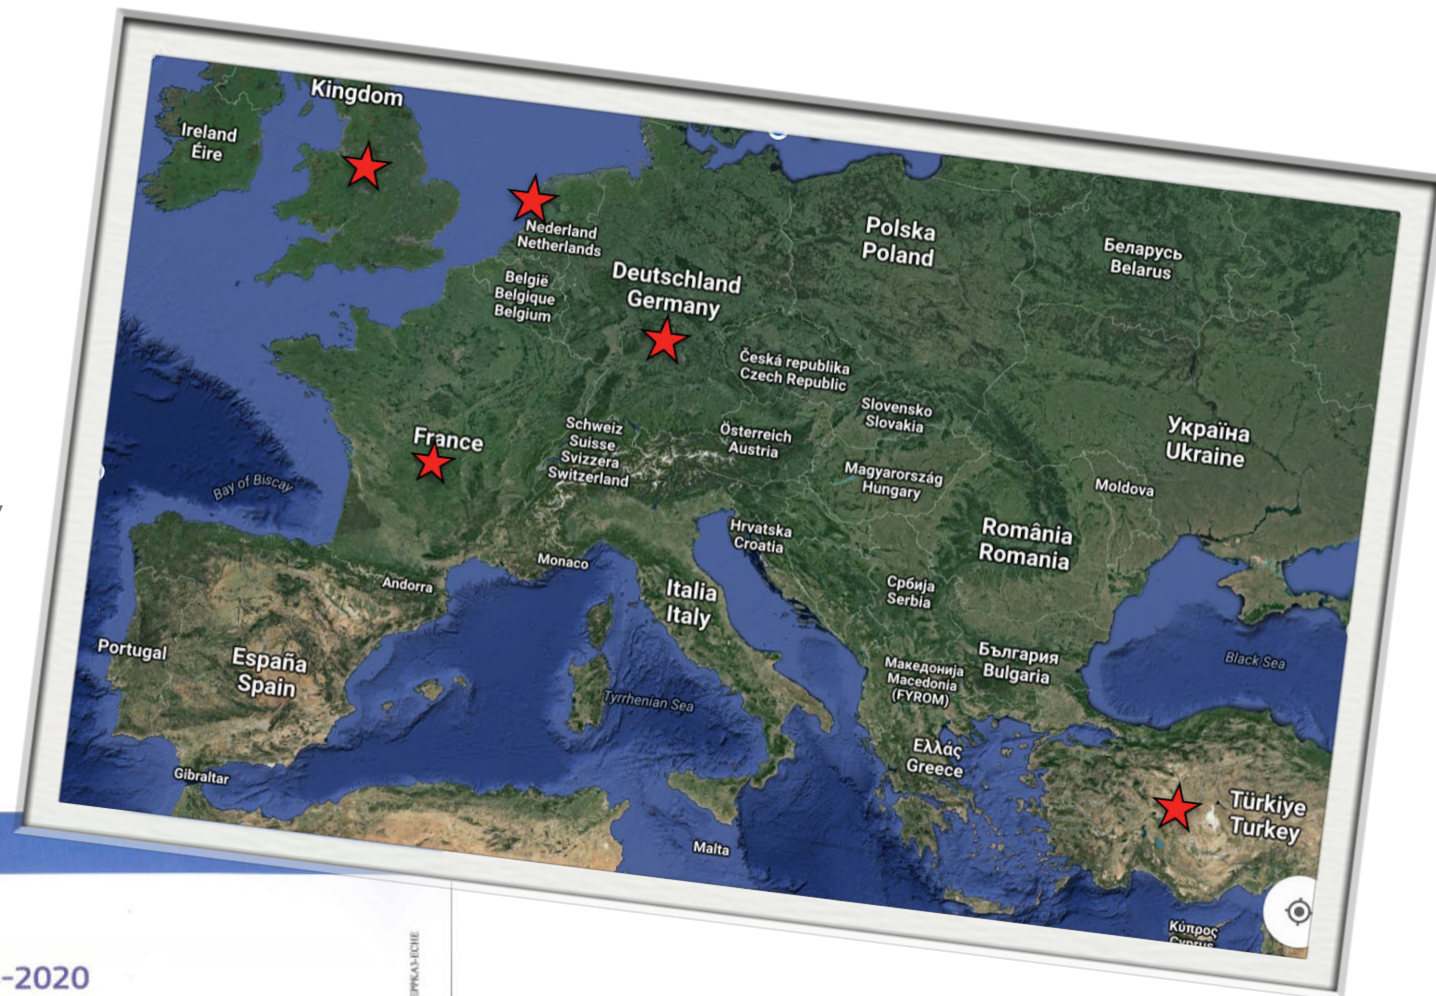 Kingdom
Ireland
Éire
Nederland
Netherlands
België
Belgique
Belgium
Deutschland
Germany
Polska
Poland
Беларусь
Belarus
Česká republika
Czech Republic
Slovensko
Slovakia
Україна
Ukraine
France
Schweiz
Suisse
Svizzera
Switzerland
Österreich
Austria
Magyarország
Hungary
Moldova
Bay of Biscay
Hrvatska
Croatia
România
Romania
Monaco
Andorra
Italia
Italy
Србија
Serbia
Portugal
España
Spain
Tyrrhenian Sea
Македонија
Macedonia
(FYROM)
България
Bulgaria
Black Sea
Ελλάς
Greece
Gibraltar
Malta
Türkiye
Turkey
Κύπρος
Cyprus
-2020